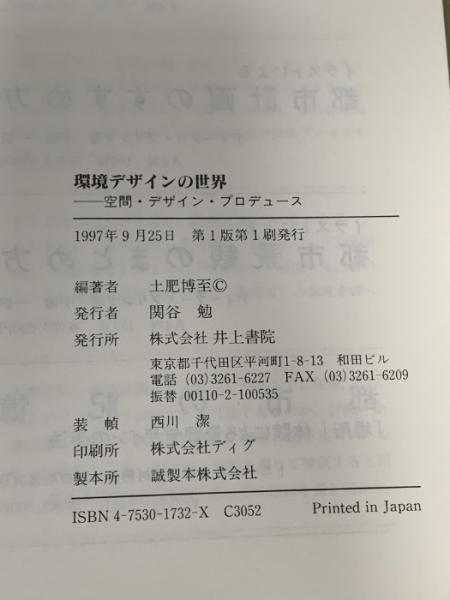 環境デザインの世界
──空間・デザイン・プロデュース
1997年9月25日 第1版第1刷発行
編著者 土肥博至©
発行者 関谷 勉
発行所 株式会社 井上書院
東京都千代田区平河町1-8-13 和田ビル
電話 (03)3261-6227 FAX (03)3261-6209
振替 00110-2-100535
装幀 西川 潔
印刷所 株式会社ディグ
製本所 誠製本株式会社
ISBN 4-7530-1732-X C3052 Printed in Japan